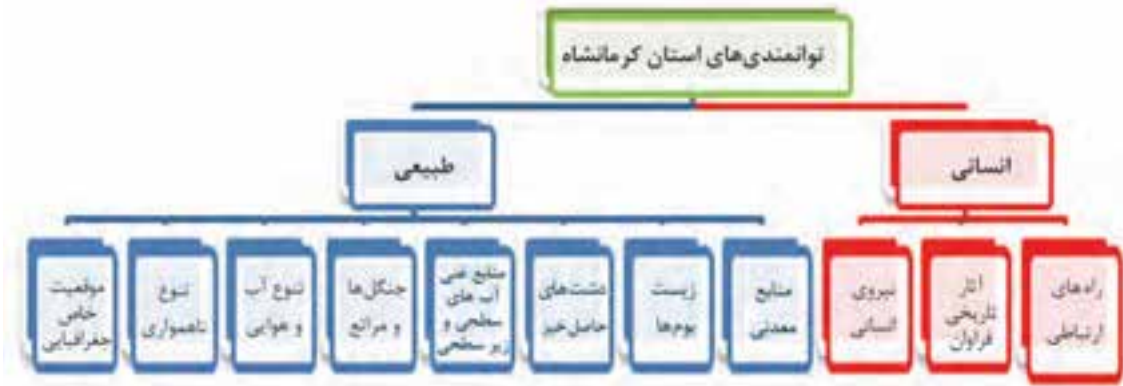 توانمندی‌های استان کرمانشاه
انسانی
طبیعی
راه‌های
ارتباطی
آثار
تاریخی
فراوان
نیروی
انسانی
منابع
معدنی
زیست
بوم‌ها
دشت‌های
حاصل‌خیز
منابع غنی
آب های
سطحی و
زیر سطحی
جنگل‌ها
و مراتع
تنوع آب
و هوایی
تنوع
ناهمواری
موقعیت
خاص
جغرافیایی